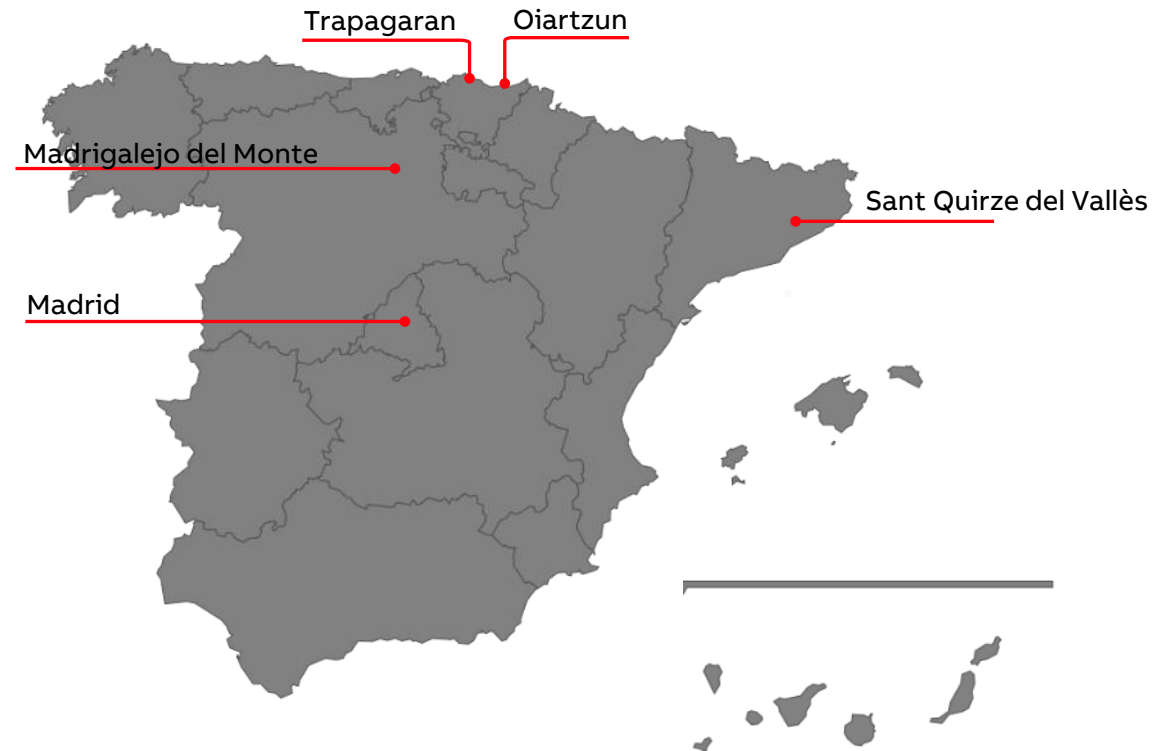 Trapagaran
Oiartzun
Madrigalejo del Monte
Sant Quirze del Vallès
Madrid